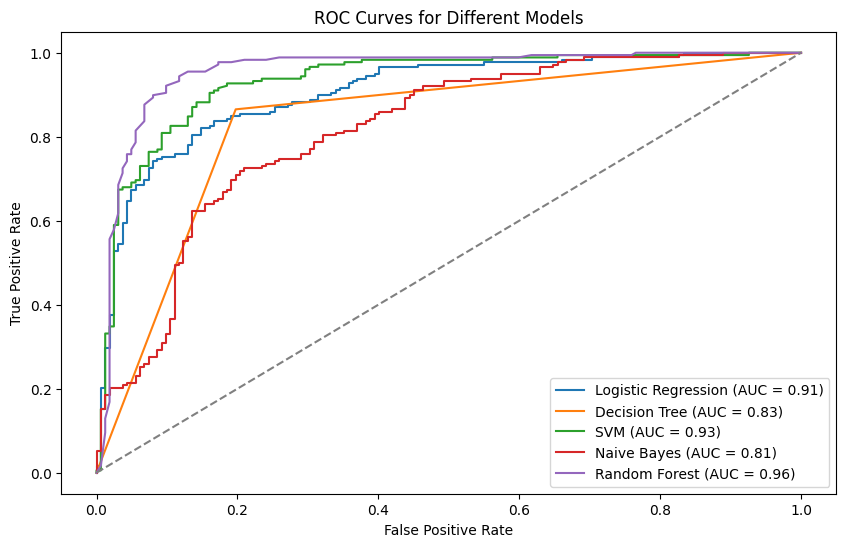 ROC Curves for Different Models
True Positive Rate
1.0
0.8
0.6
0.4
0.2
0.0
Logistic Regression (AUC = 0.91)
Decision Tree (AUC = 0.83)
SVM (AUC = 0.93)
Naive Bayes (AUC = 0.81)
Random Forest (AUC = 0.96)
0.0 0.2 0.4 0.6 0.8 1.0
False Positive Rate